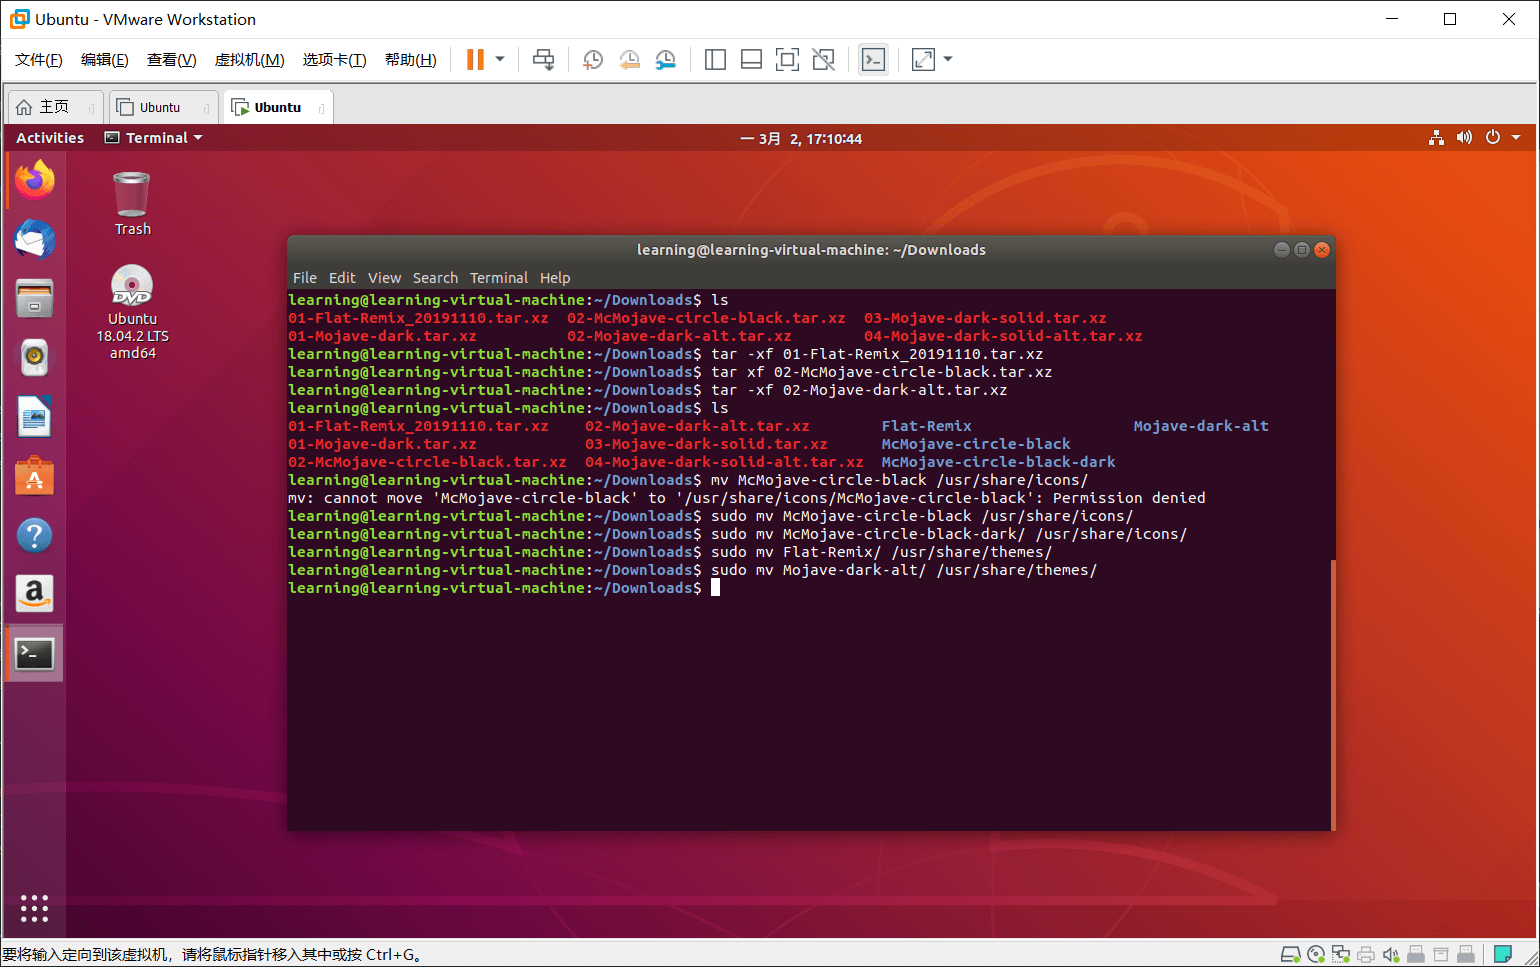 Ubuntu - VMware Workstation
文件(F) 编辑(E) 查看(V) 虚拟机(M) 选项卡(T) 帮助(H)
主页 Ubuntu Ubuntu
Activities Terminal 一 3月 2, 17:10:44
Trash
DVD
Ubuntu
18.04.2 LTS
amd64
learning@learning-virtual-machine: ~/Downloads
File Edit View Search Terminal Help
learning@learning-virtual-machine:~/Downloads$ ls
01-Flat-Remix_20191110.tar.xz 02-McMojave-circle-black.tar.xz 03-Mojave-dark-solid.tar.xz
01-Mojave-dark.tar.xz 02-Mojave-dark-alt.tar.xz 04-Mojave-dark-solid-alt.tar.xz
learning@learning-virtual-machine:~/Downloads$ tar -xf 01-Flat-Remix_20191110.tar.xz
learning@learning-virtual-machine:~/Downloads$ tar xf 02-McMojave-circle-black.tar.xz
learning@learning-virtual-machine:~/Downloads$ tar -xf 02-Mojave-dark-alt.tar.xz
learning@learning-virtual-machine:~/Downloads$ ls
01-Flat-Remix_20191110.tar.xz 02-Mojave-dark-alt.tar.xz Flat-Remix Mojave-dark-alt
01-Mojave-dark.tar.xz 03-Mojave-dark-solid.tar.xz McMojave-circle-black
02-McMojave-circle-black.tar.xz 04-Mojave-dark-solid-alt.tar.xz McMojave-circle-black-dark
learning@learning-virtual-machine:~/Downloads$ mv McMojave-circle-black /usr/share/icons/
mv: cannot move 'McMojave-circle-black' to '/usr/share/icons/McMojave-circle-black': Permission denied
learning@learning-virtual-machine:~/Downloads$ sudo mv McMojave-circle-black /usr/share/icons/
learning@learning-virtual-machine:~/Downloads$ sudo mv McMojave-circle-black-dark/ /usr/share/icons/
learning@learning-virtual-machine:~/Downloads$ sudo mv Flat-Remix/ /usr/share/themes/
learning@learning-virtual-machine:~/Downloads$ sudo mv Mojave-dark-alt/ /usr/share/themes/
learning@learning-virtual-machine:~/Downloads$
要将输入定向到该虚拟机，请将鼠标指针移入其中或按 Ctrl+G。